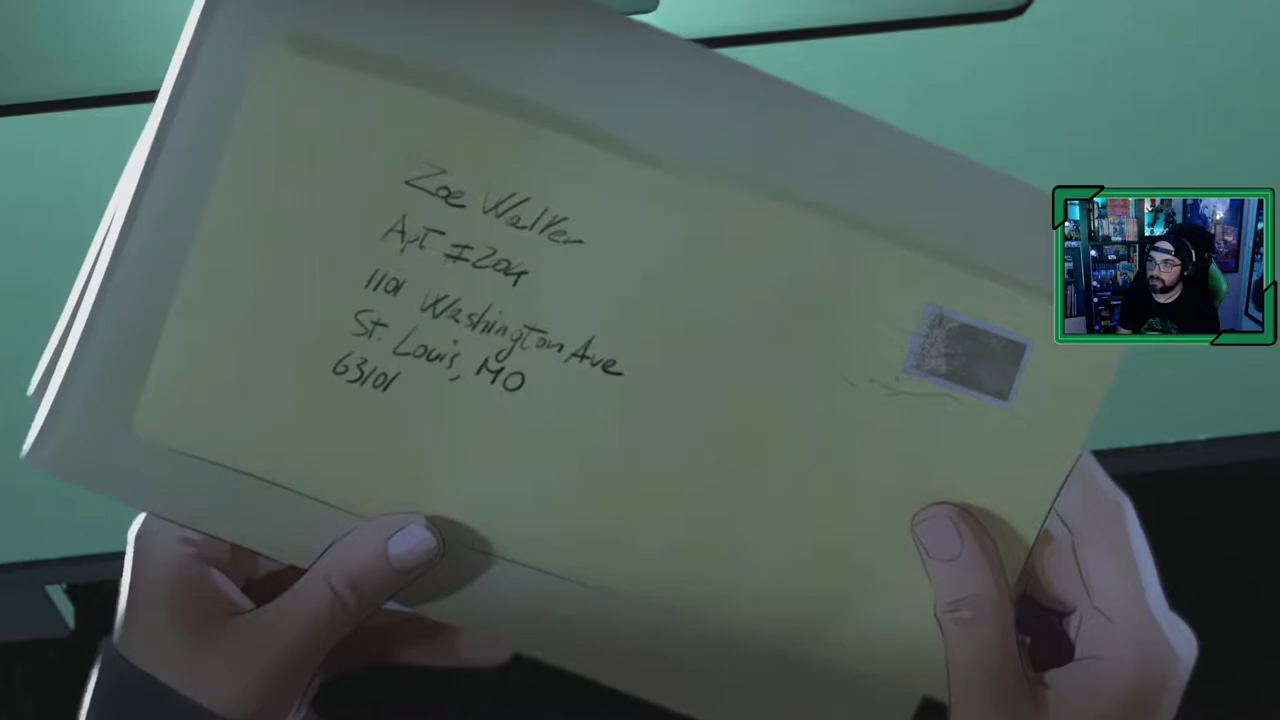 Zoe Walker
Apt #204
1101 Washington Ave
St. Louis, MO
63101